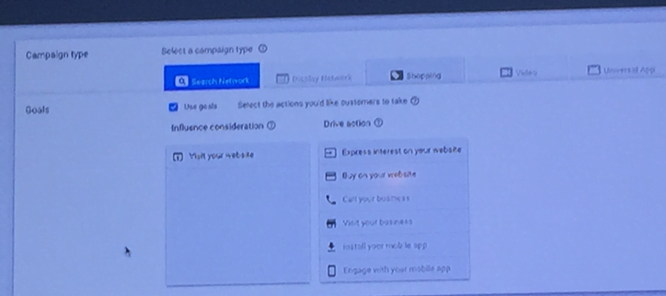 Campaign type
Select a campaign type
Search Network
Display Network
Shopping
Video
Universal App
Goals
Use goals
Select the actions you'd like customers to take
Influence consideration
Drive action
Visit your website
Express interest on your website
Buy on your website
Call your business
Visit your business
Install your mobile app
Engage with your mobile app